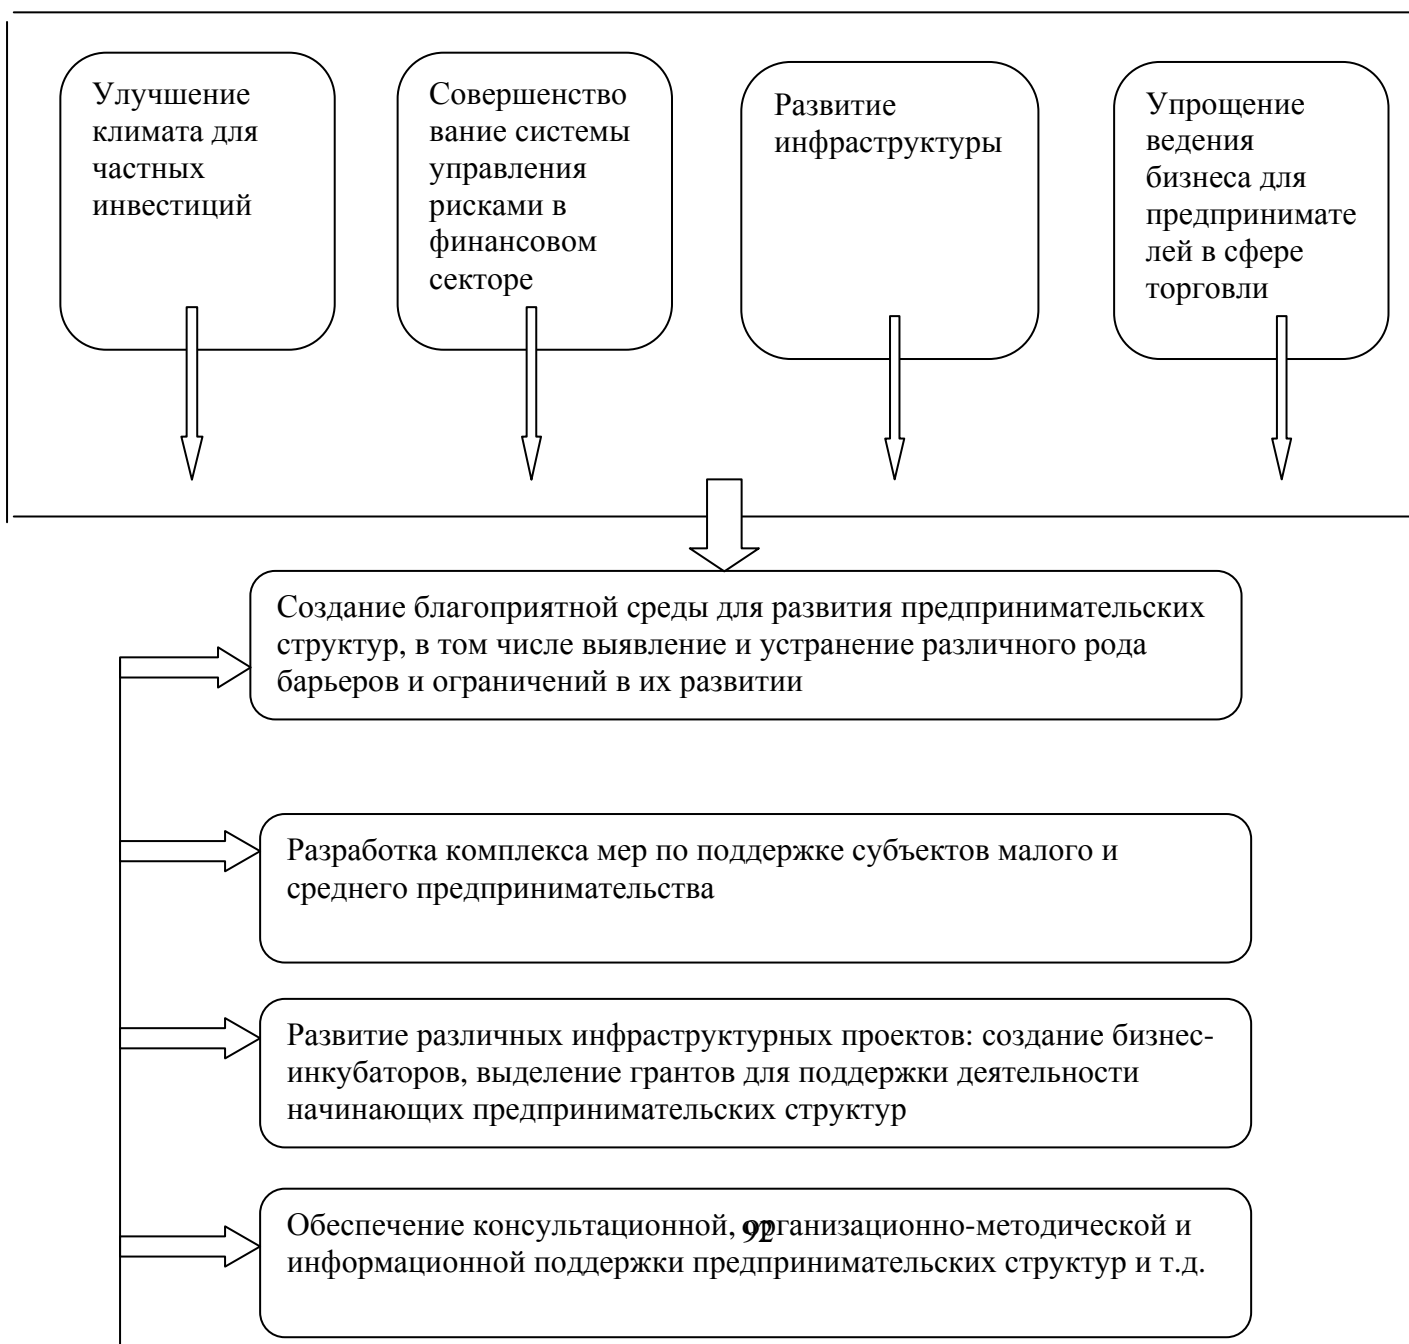 Улучшение
климата для
частных
инвестиций
Совершенство
вание системы
управления
рисками в
финансовом
секторе
Развитие
инфраструктуры
Упрощение
ведения
бизнеса для
предпринимате
лей в сфере
торговли
Создание благоприятной среды для развития предпринимательских
структур, в том числе выявление и устранение различного рода
барьеров и ограничений в их развитии
Разработка комплекса мер по поддержке субъектов малого и
среднего предпринимательства
Развитие различных инфраструктурных проектов: создание бизнес-
инкубаторов, выделение грантов для поддержки деятельности
начинающих предпринимательских структур
Обеспечение консультационной, организационно-методической и
информационной поддержки предпринимательских структур и т.д.
92